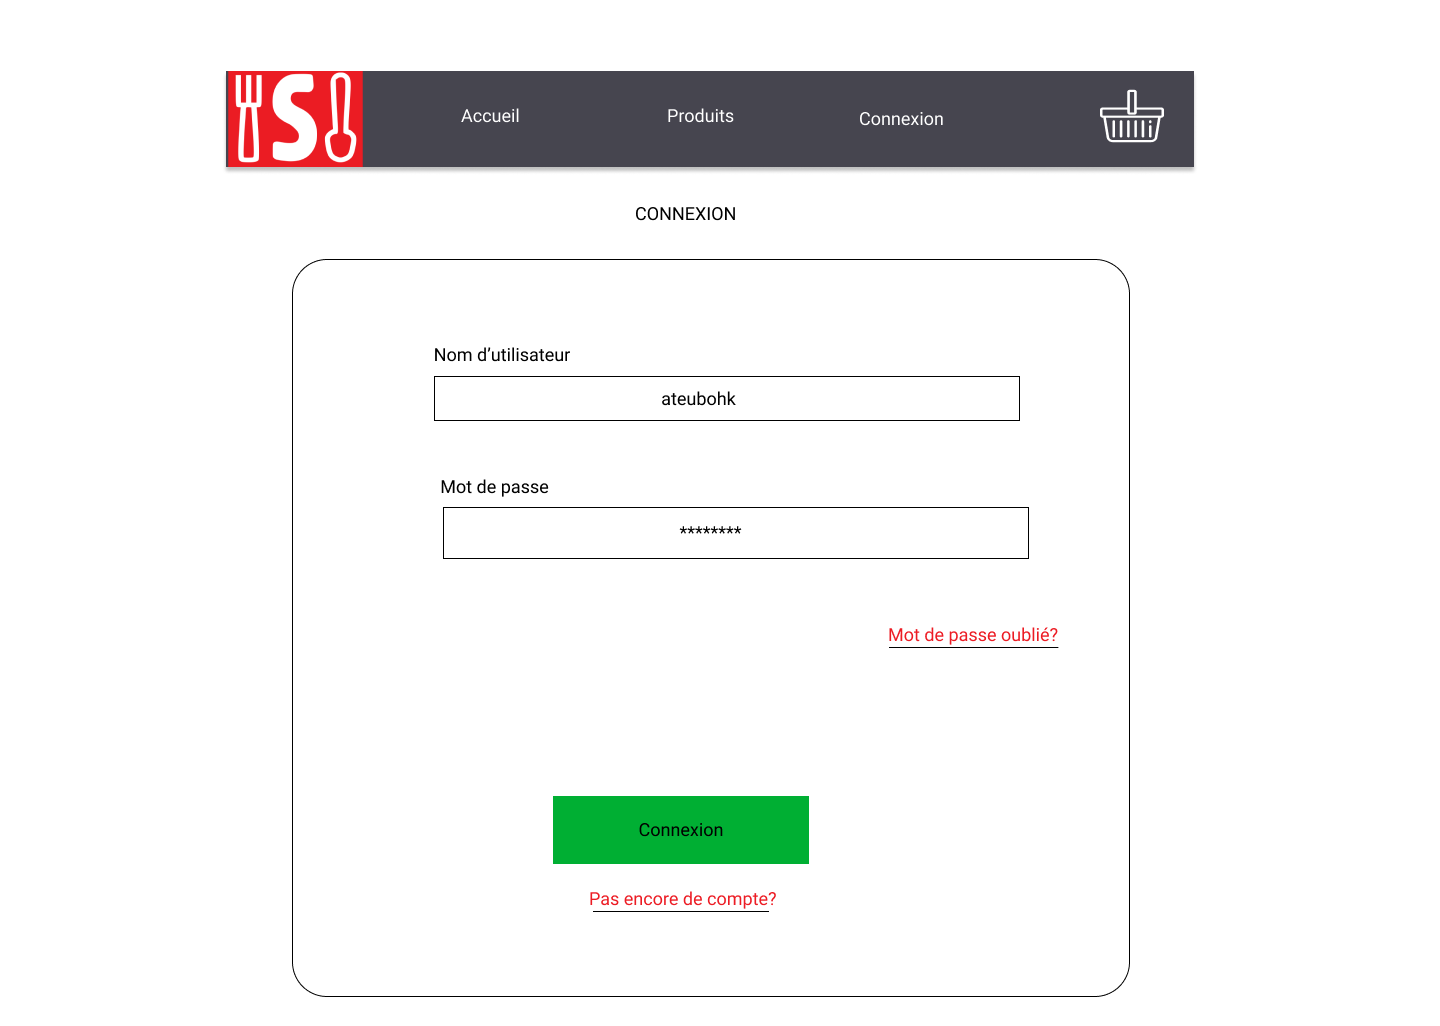 S
Accueil
Produits
Connexion
CONNEXION
Nom d’utilisateur
ateubohk
Mot de passe
********
Mot de passe oublié?
Connexion
Pas encore de compte?